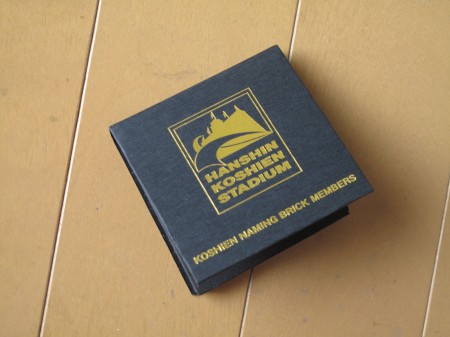 HANSHIN
KOSHIEN
STADIUM
KOSHIEN NAMING BRICK MEMBERS